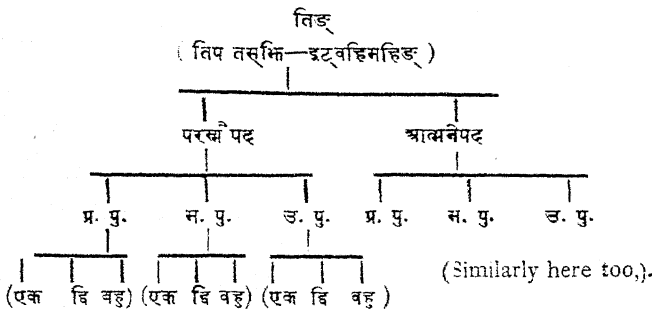 तिङ्
( तिप तस्झि—इट्वहिमहिङ् )
परस्मैपद आत्मनेपद
प्र. पु. म. पु. उ. पु. प्र. पु. म. पु. उ. पु.
(एक द्वि बहु) (एक द्वि बहु) (एक द्वि बहु) (Similarly here too,).